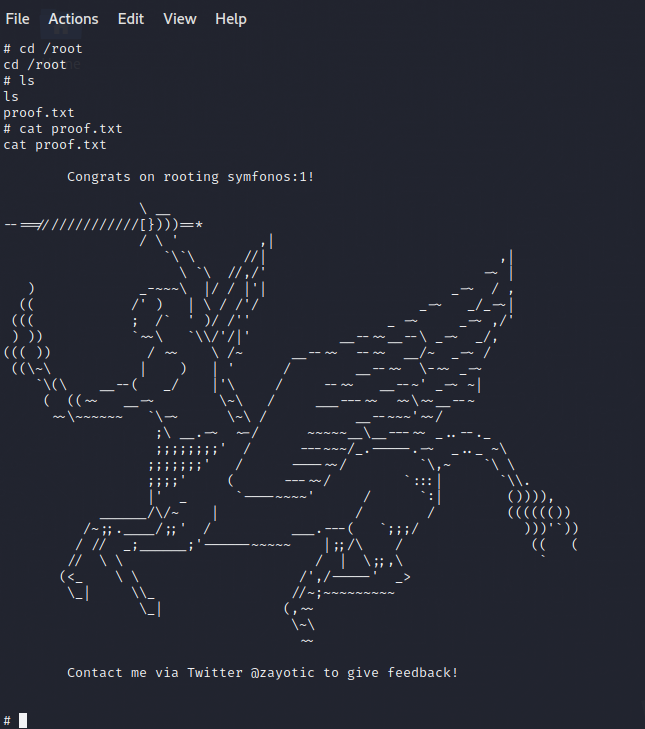 File Actions Edit View Help
# cd /root
cd /root
# ls
ls
proof.txt
# cat proof.txt
cat proof.txt
Congrats on rooting symfonos:1!
Contact me via Twitter @zayotic to give feedback!
#